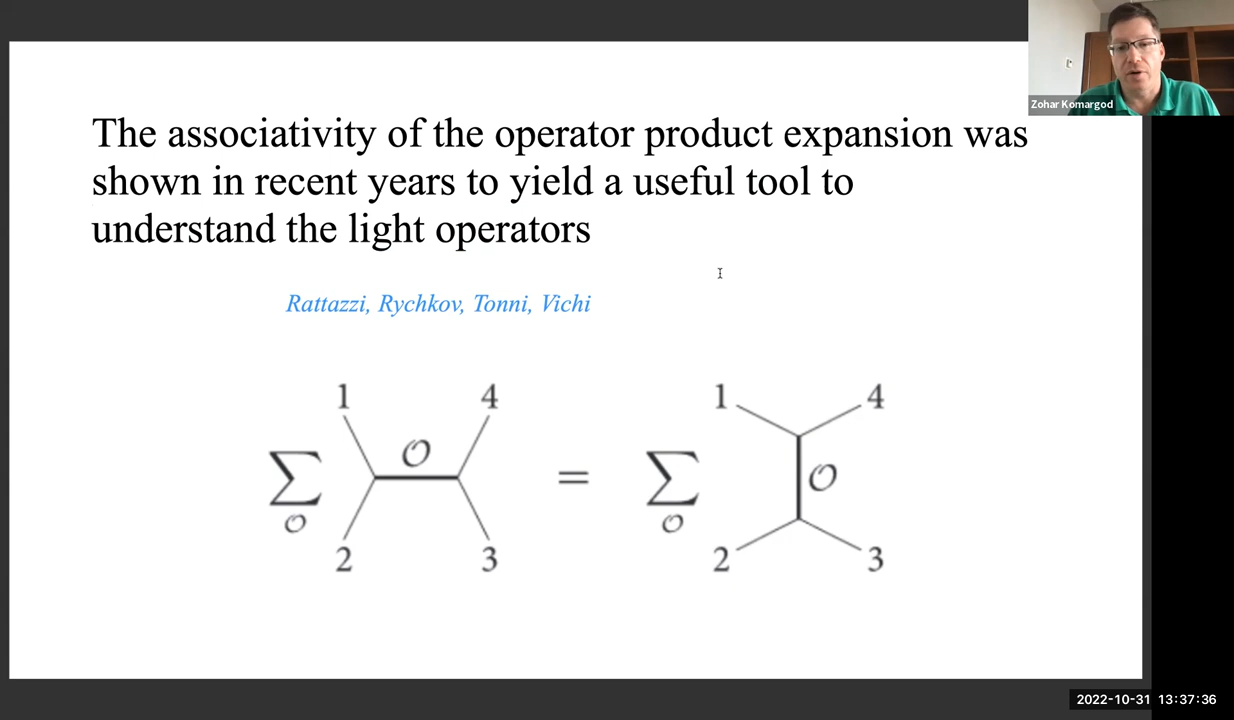 Zohar Komargod
The associativity of the operator product expansion was
shown in recent years to yield a useful tool to
understand the light operators
Rattazzi, Rychkov, Tonni, Vichi
1 4 1 4
∑ O = ∑ O
O O
2 3 2 3
2022-10-31 13:37:36